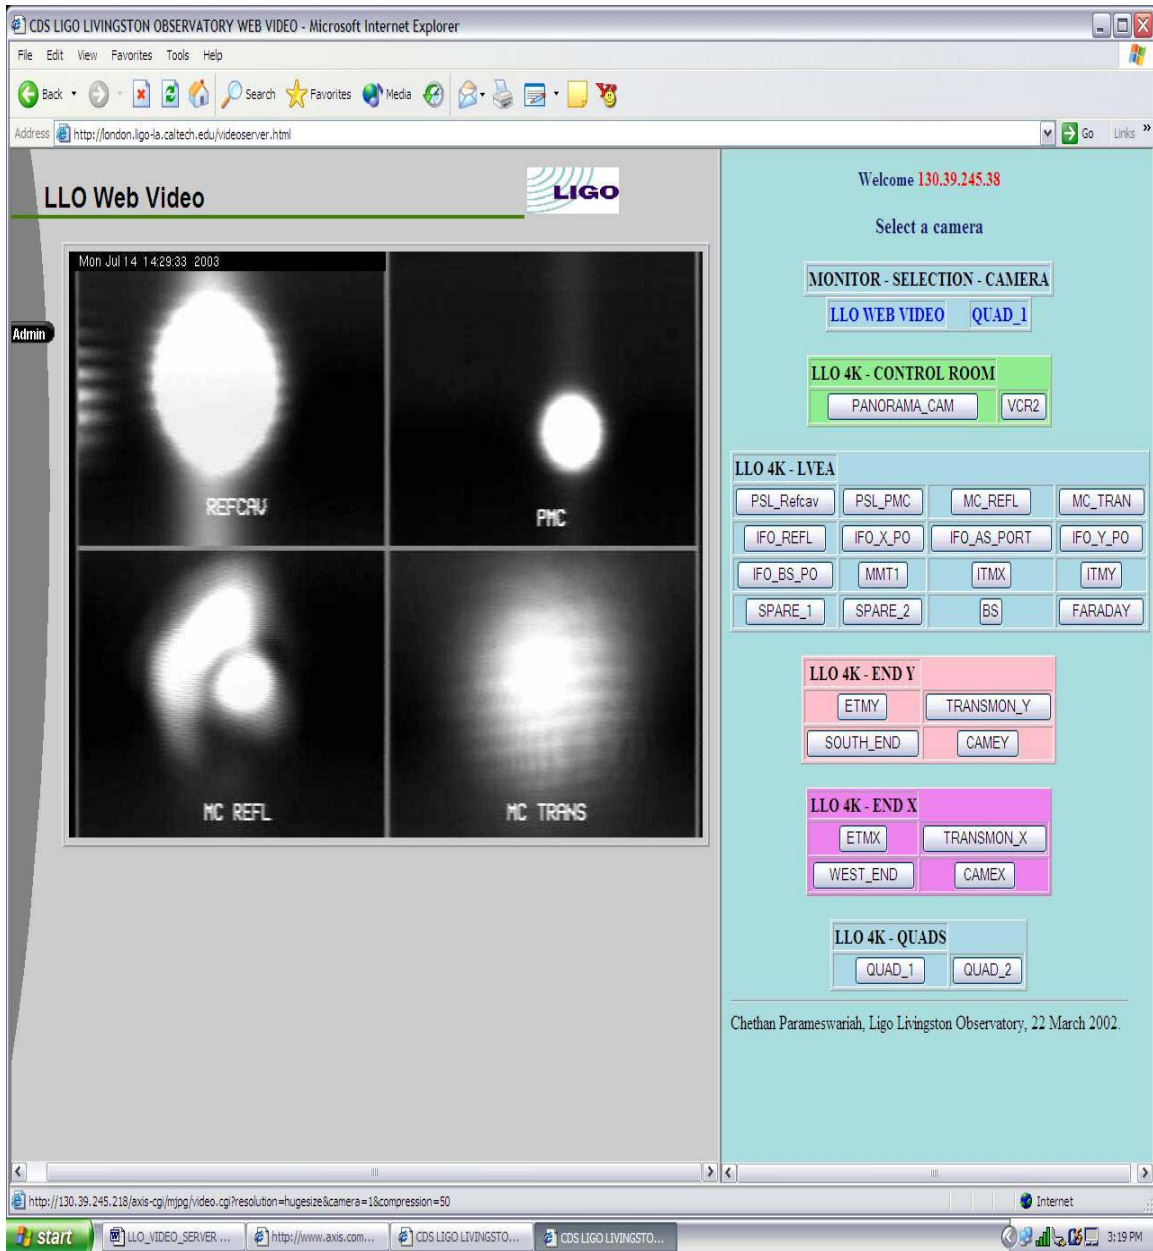 CDS LIGO LIVINGSTON OBSERVATORY WEB VIDEO - Microsoft Internet Explorer
File Edit View Favorites Tools Help
Back Search Favorites Media
Address http://london.ligo-la.caltech.edu/videoserver.html Go Links »
LLO Web Video
LIGO
Admin
Mon Jul 14 14:29:33 2003
REFCAV
PMC
MC REFL
MC TRANS
Welcome 130.39.245.38
Select a camera
MONITOR - SELECTION - CAMERA
LLO WEB VIDEO QUAD_1
LLO 4K - CONTROL ROOM
PANORAMA_CAM VCR2
LLO 4K - LVEA
PSL_Refcav PSL_PMC MC_REFL MC_TRAN
IFO_REFL IFO_X_PO IFO_AS_PORT IFO_Y_PO
IFO_BS_PO MMT1 ITMX ITMY
SPARE_1 SPARE_2 BS FARADAY
LLO 4K - END Y
ETMY TRANSMON_Y
SOUTH_END CAMEY
LLO 4K - END X
ETMX TRANSMON_X
WEST_END CAMEX
LLO 4K - QUADS
QUAD_1 QUAD_2
Chethan Parameswariah, Ligo Livingston Observatory, 22 March 2002.
http://130.39.245.218/axis-cgi/mjpg/video.cgi?resolution=hugesize&camera=1&compression=50 Internet
start LLO_VIDEO_SERVER ... http://www.axis.com... CDS LIGO LIVINGSTO... CDS LIGO LIVINGSTO... 3:19 PM